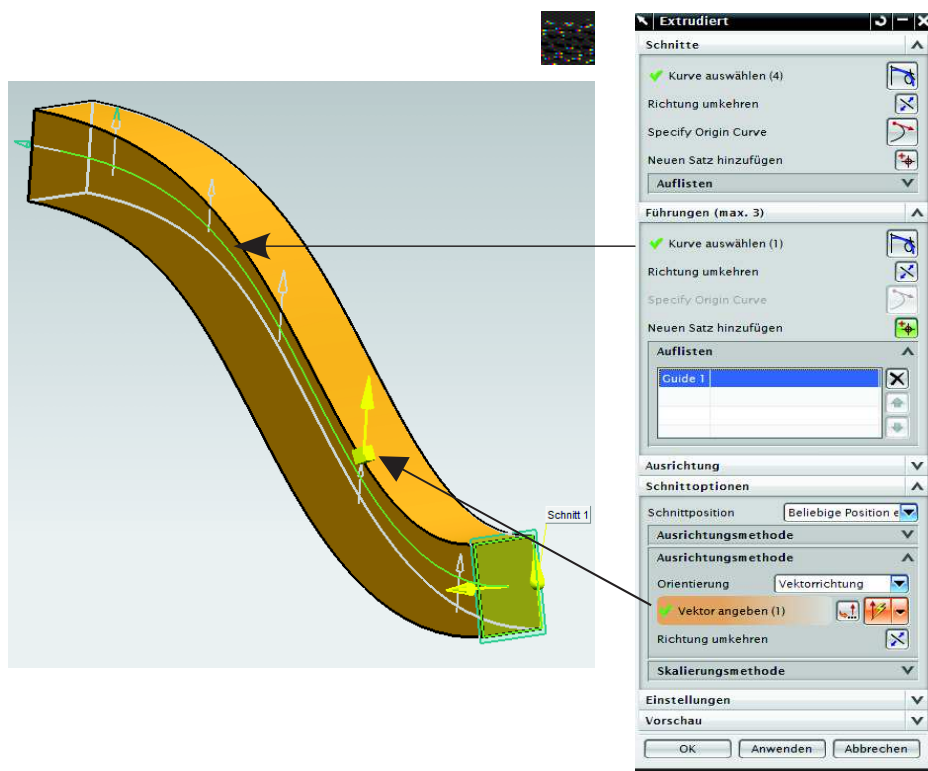 Extrudiert
Schnitte
Kurve auswählen (4)
Richtung umkehren
Specify Origin Curve
Neuen Satz hinzufügen
Auflisten
Führungen (max. 3)
Kurve auswählen (1)
Richtung umkehren
Specify Origin Curve
Neuen Satz hinzufügen
Auflisten
Guide 1
Ausrichtung
Schnittoptionen
Schnittposition Beliebige Position e
Ausrichtungsmethode
Ausrichtungsmethode
Orientierung Vektorrichtung
Vektor angeben (1)
Richtung umkehren
Skalierungsmethode
Einstellungen
Vorschau
OK Anwenden Abbrechen
Schnitt 1